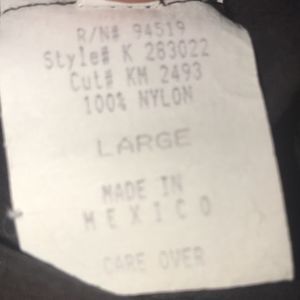 R/N# 94519
Style# K 283022
Cut# KM 2493
100% NYLON
LARGE
MADE IN
MEXICO
CARE OVER